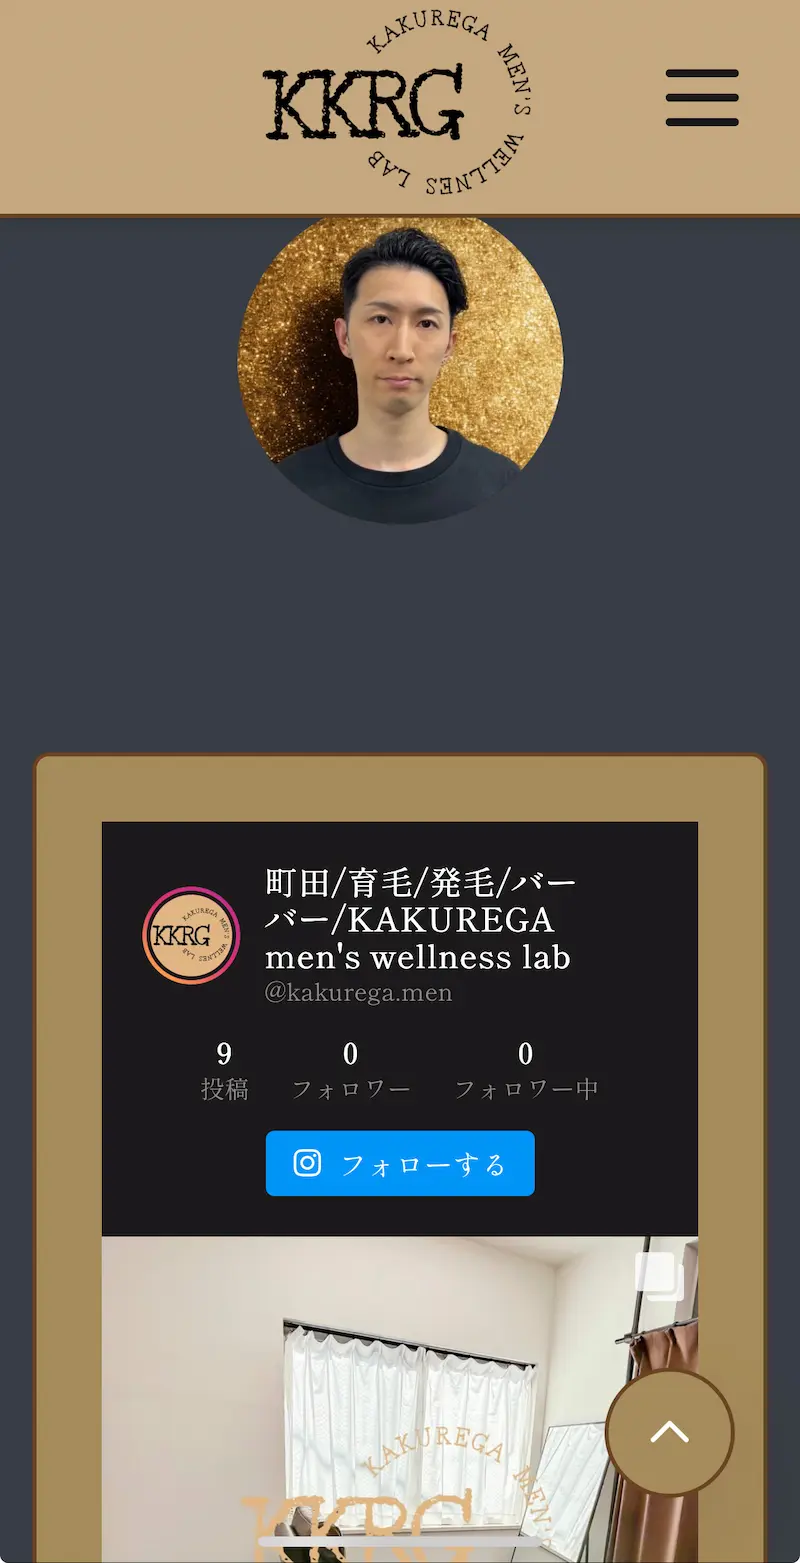 KAKUREGA MEN'S WELLNES LAB
KKRG
KAKUREGA MEN'S WELLNES LAB
KKRG
町田/育毛/発毛/バー
バー/KAKUREGA
men's wellness lab
@kakurega.men
9 0 0
投稿 フォロワー フォロワー中
フォローする
KAKUREGA MEN'S
KKRG